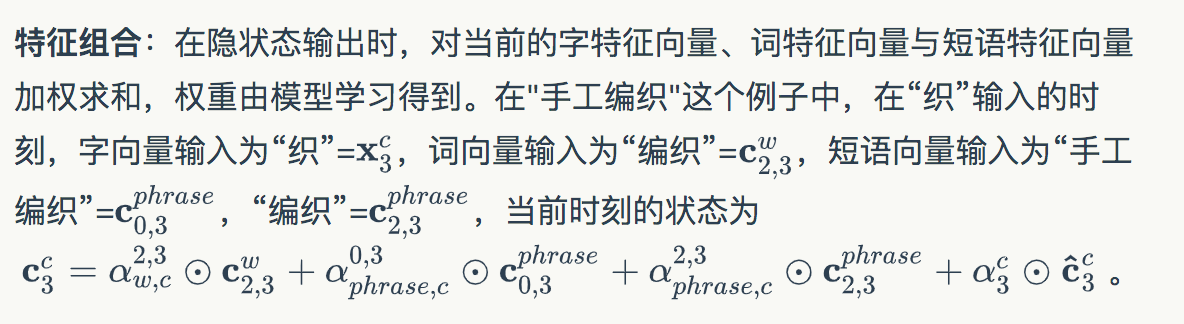 特征组合：在隐状态输出时，对当前的字特征向量、词特征向量与短语特征向量
加权求和，权重由模型学习得到。在"手工编织"这个例子中，在“织”输入的时
刻，字向量输入为“织”=$\mathbf{x}_3^c$，词向量输入为“编织”=$\mathbf{c}_{2,3}^w$，短语向量输入为“手工
编织”=$\mathbf{c}_{0,3}^{phrase}$，“编织”=$\mathbf{c}_{2,3}^{phrase}$，当前时刻的状态为
$\mathbf{c}_3^c = \alpha_{w,c}^{2,3} \odot \mathbf{c}_{2,3}^w + \alpha_{phrase,c}^{0,3} \odot \mathbf{c}_{0,3}^{phrase} + \alpha_{phrase,c}^{2,3} \odot \mathbf{c}_{2,3}^{phrase} + \alpha_3^c \odot \hat{\mathbf{c}}_3^c$。